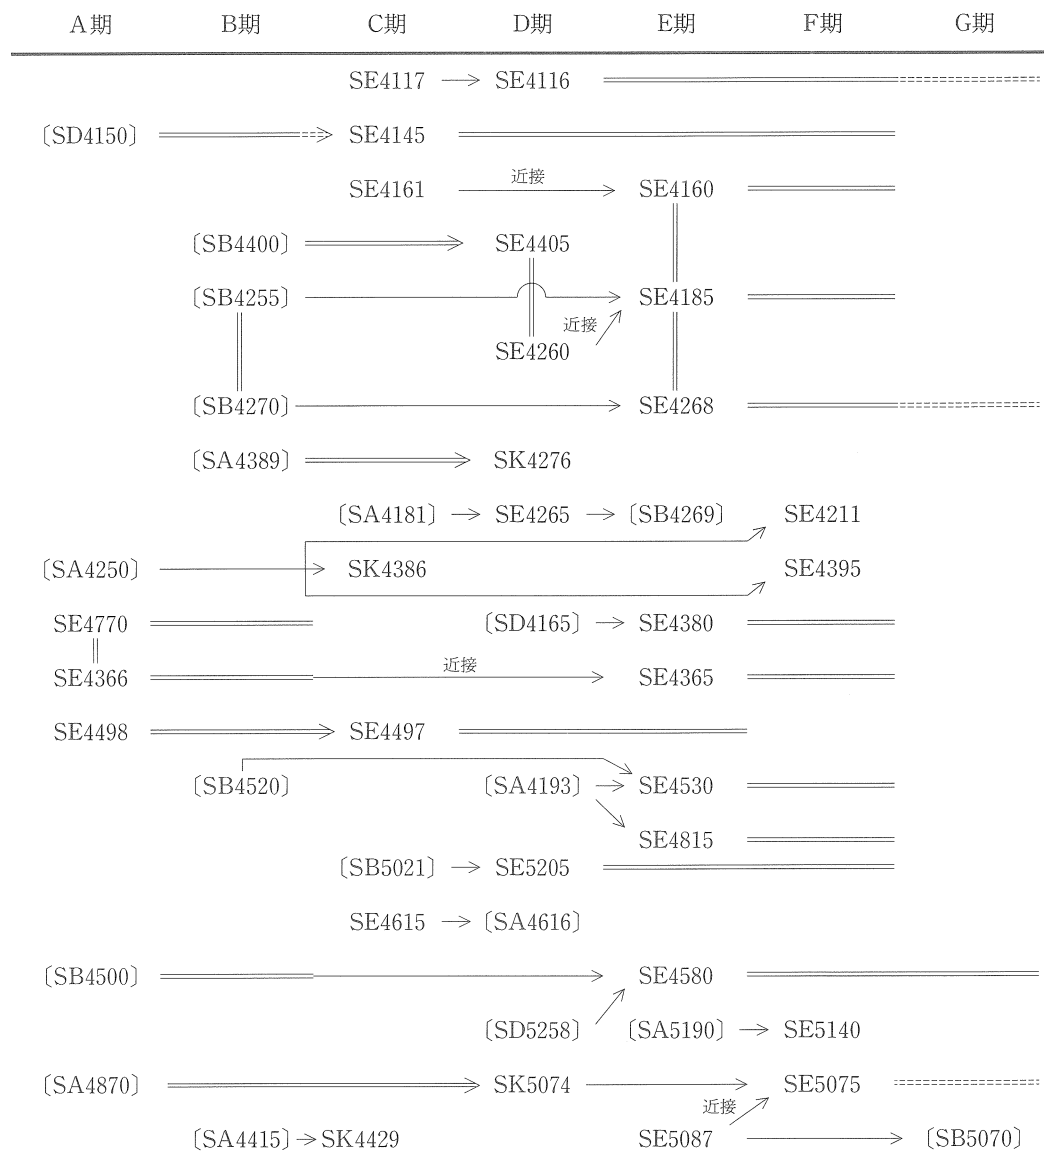 A期 B期 C期 D期 E期 F期 G期
SE4117 SE4116
〔SD4150〕 SE4145
SE4161 近接 SE4160
〔SB4400〕 SE4405
〔SB4255〕 SE4185
近接
SE4260
〔SB4270〕 SE4268
〔SA4389〕 SK4276
〔SA4181〕 SE4265 〔SB4269〕 SE4211
〔SA4250〕 SK4386 SE4395
SE4770 〔SD4165〕 SE4380
SE4366 近接 SE4365
SE4498 SE4497
〔SB4520〕 〔SA4193〕 SE4530
SE4815
〔SB5021〕 SE5205
SE4615 〔SA4616〕
〔SB4500〕 SE4580
〔SD5258〕 〔SA5190〕 SE5140
〔SA4870〕 SK5074 SE5075
近接
〔SA4415〕 SK4429 SE5087 〔SB5070〕